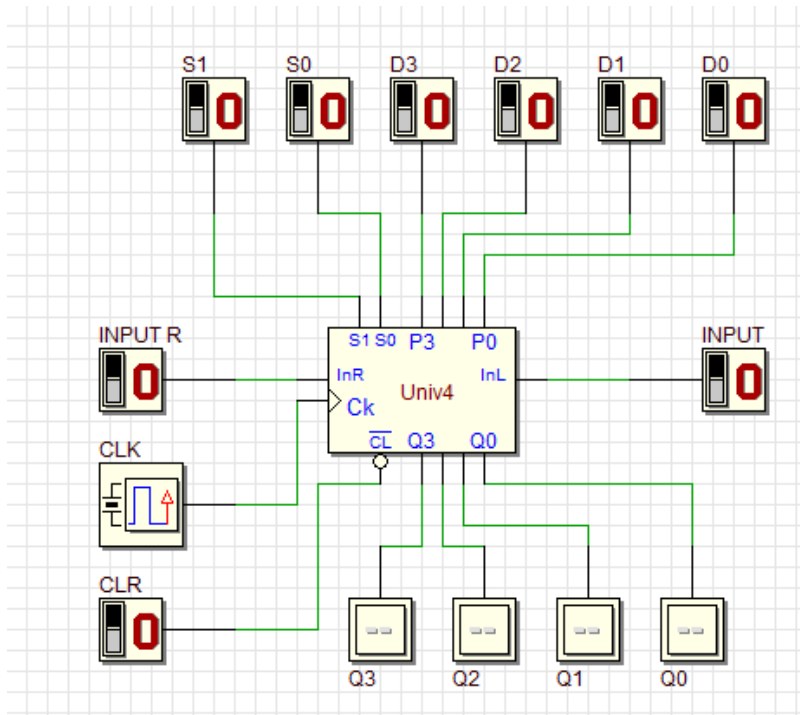 S1 S0 D3 D2 D1 D0
0 0 0 0 0 0
INPUT R INPUT
S1 S0 P3 P0
0 InR InL 0
Univ4
Ck
CL Q3 Q0
CLK
CLR
0 -- -- -- --
Q3 Q2 Q1 Q0